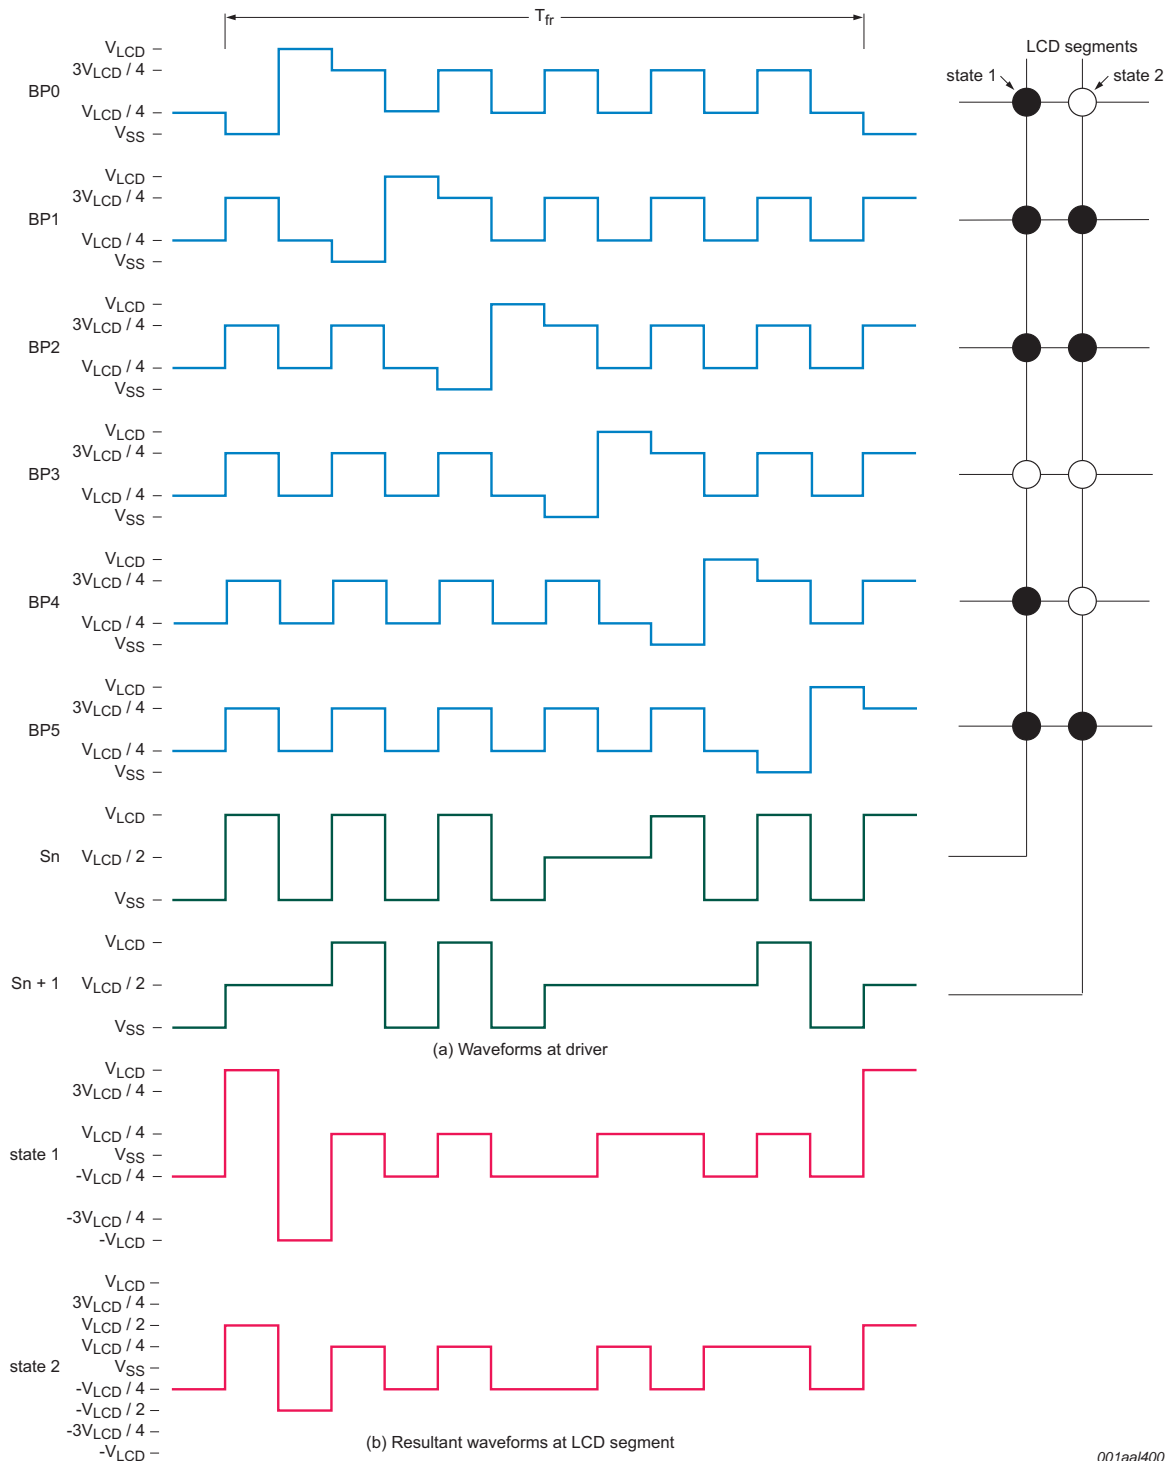 Tfr
VLCD
3VLCD / 4
BP0
VLCD / 4
VSS
LCD segments
state 1
state 2
VLCD
3VLCD / 4
BP1
VLCD / 4
VSS
VLCD
3VLCD / 4
BP2
VLCD / 4
VSS
VLCD
3VLCD / 4
BP3
VLCD / 4
VSS
VLCD
3VLCD / 4
BP4
VLCD / 4
VSS
VLCD
3VLCD / 4
BP5
VLCD / 4
VSS
VLCD
Sn
VLCD / 2
VSS
VLCD
Sn + 1
VLCD / 2
VSS
(a) Waveforms at driver
VLCD
3VLCD / 4
VLCD / 4
state 1
VSS
-VLCD / 4
-3VLCD / 4
-VLCD
VLCD
3VLCD / 4
VLCD / 2
VLCD / 4
state 2
VSS
-VLCD / 4
-VLCD / 2
-3VLCD / 4
-VLCD
(b) Resultant waveforms at LCD segment
001aal400